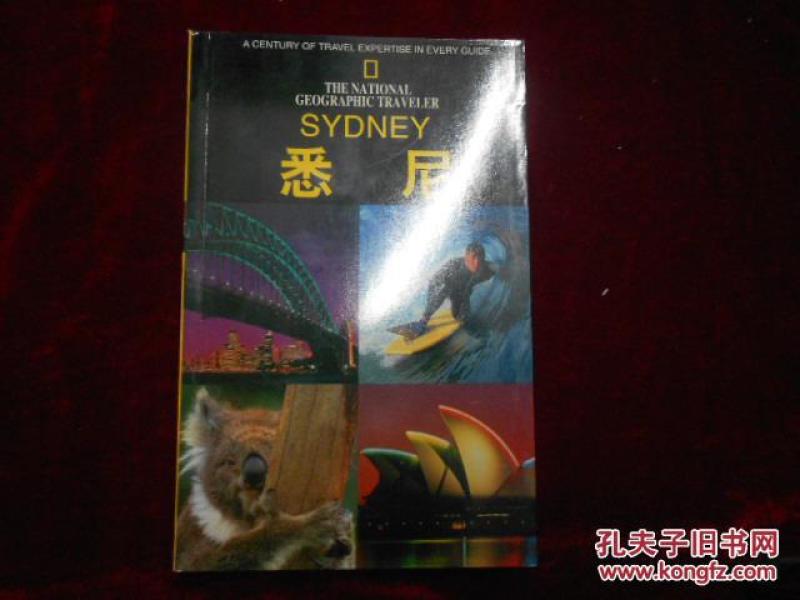 A CENTURY OF TRAVEL EXPERTISE IN EVERY GUIDE
THE NATIONAL
GEOGRAPHIC TRAVELER
SYDNEY
悉 尼
孔夫子旧书网
www.kongfz.com